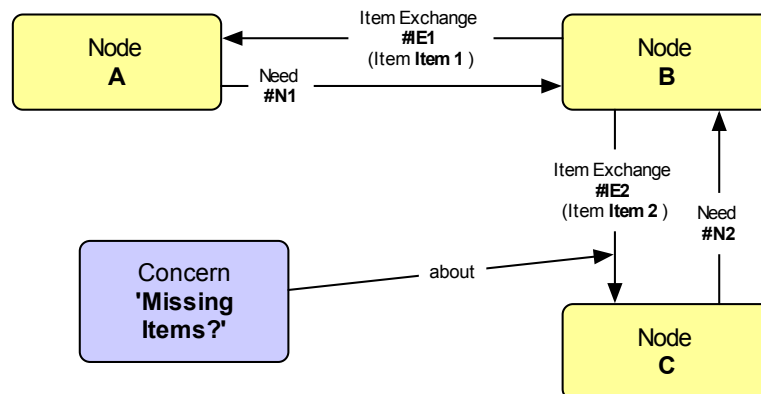 Node
A
Item Exchange
#IE1
(Item Item 1 )
Node
B
Need
#N1
Item Exchange
#IE2
(Item Item 2 )
Need
#N2
Concern
'Missing
Items?'
about
Node
C